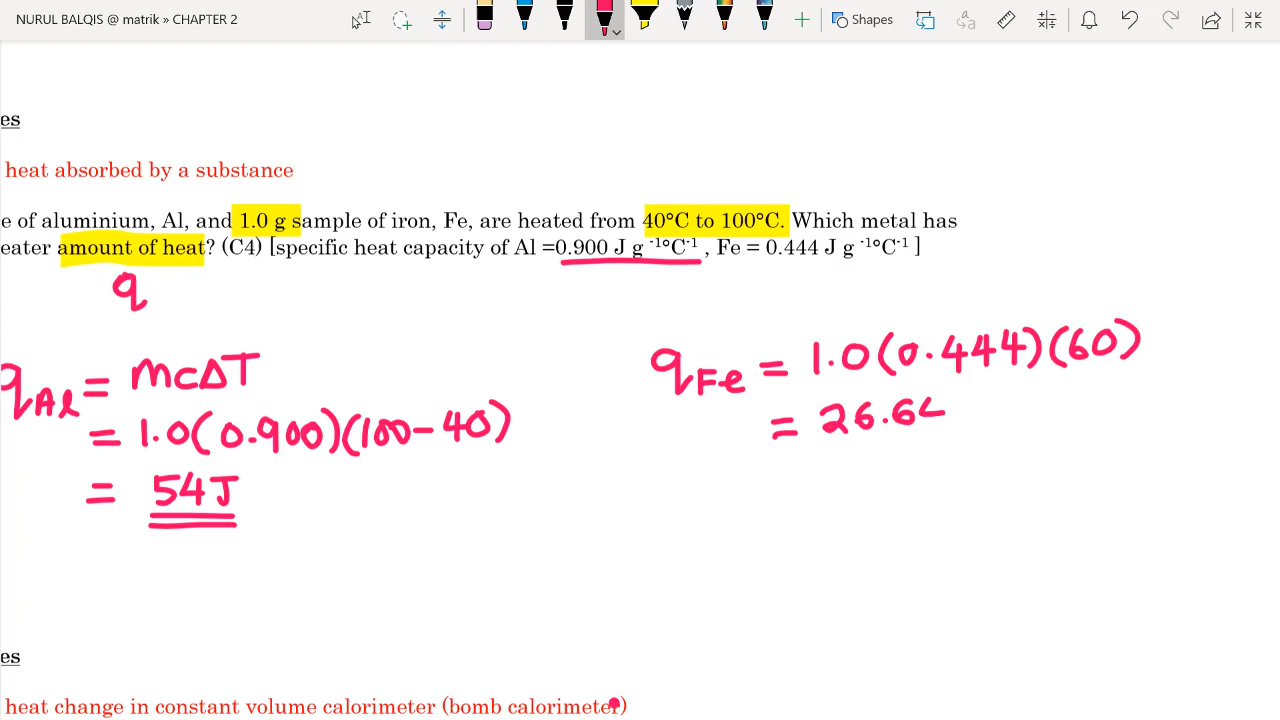 NURUL BALQIS @ matrik » CHAPTER 2
Shapes
es
heat absorbed by a substance
e of aluminium, Al, and 1.0 g sample of iron, Fe, are heated from 40°C to 100°C. Which metal has
eater amount of heat? (C4) [specific heat capacity of Al =0.900 J g ⁻¹°C⁻¹ , Fe = 0.444 J g ⁻¹°C⁻¹ ]
q
qAl = mcΔT
= 1.0(0.900)(100-40)
= 54J
qFe = 1.0(0.444)(60)
= 26.64
es
heat change in constant volume calorimeter (bomb calorimeter)